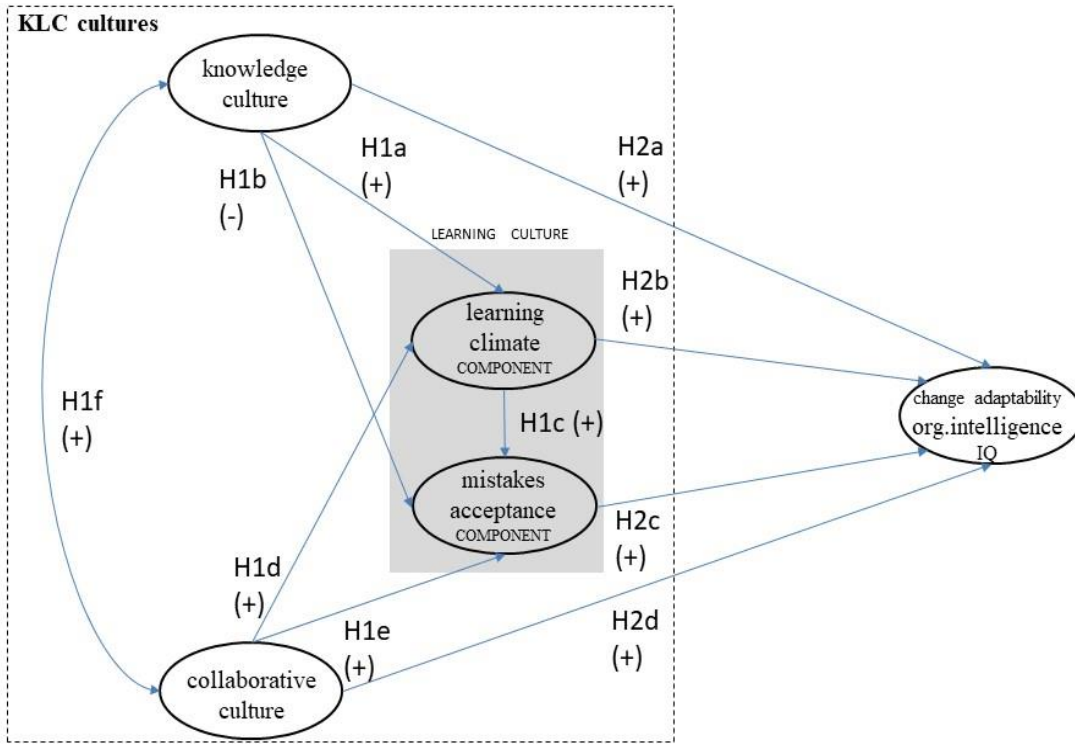 KLC cultures
knowledge
culture
H1a
(+)
H2a
(+)
H1b
(-)
LEARNING CULTURE
H2b
(+)
learning
climate
COMPONENT
H1f
(+)
H1c (+)
change adaptability
org.intelligence
IQ
mistakes
acceptance
COMPONENT
H2c
(+)
H1d
(+)
H1e
(+)
H2d
(+)
collaborative
culture